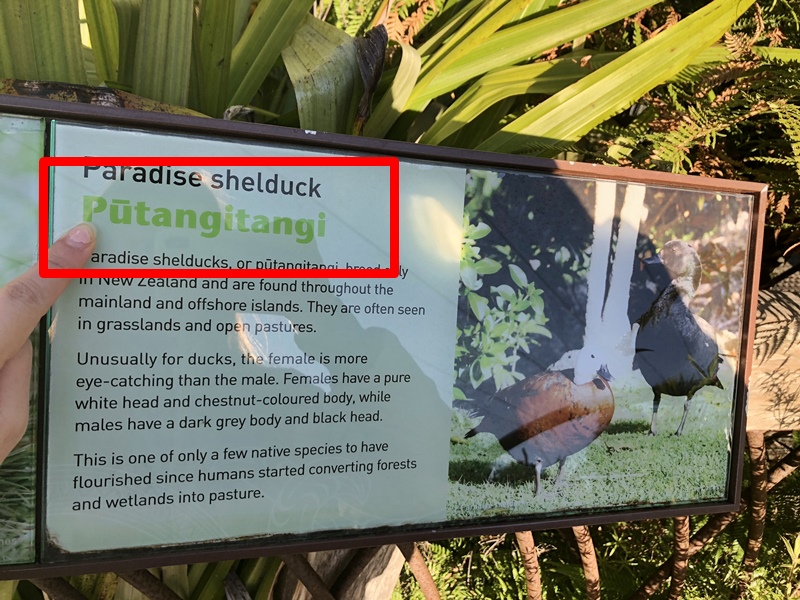 Paradise shelduck
Pūtangitangi
Paradise shelducks, or pūtangitangi, breed only
in New Zealand and are found throughout the
mainland and offshore islands. They are often seen
in grasslands and open pastures.
Unusually for ducks, the female is more
eye-catching than the male. Females have a pure
white head and chestnut-coloured body, while
males have a dark grey body and black head.
This is one of only a few native species to have
flourished since humans started converting forests
and wetlands into pasture.